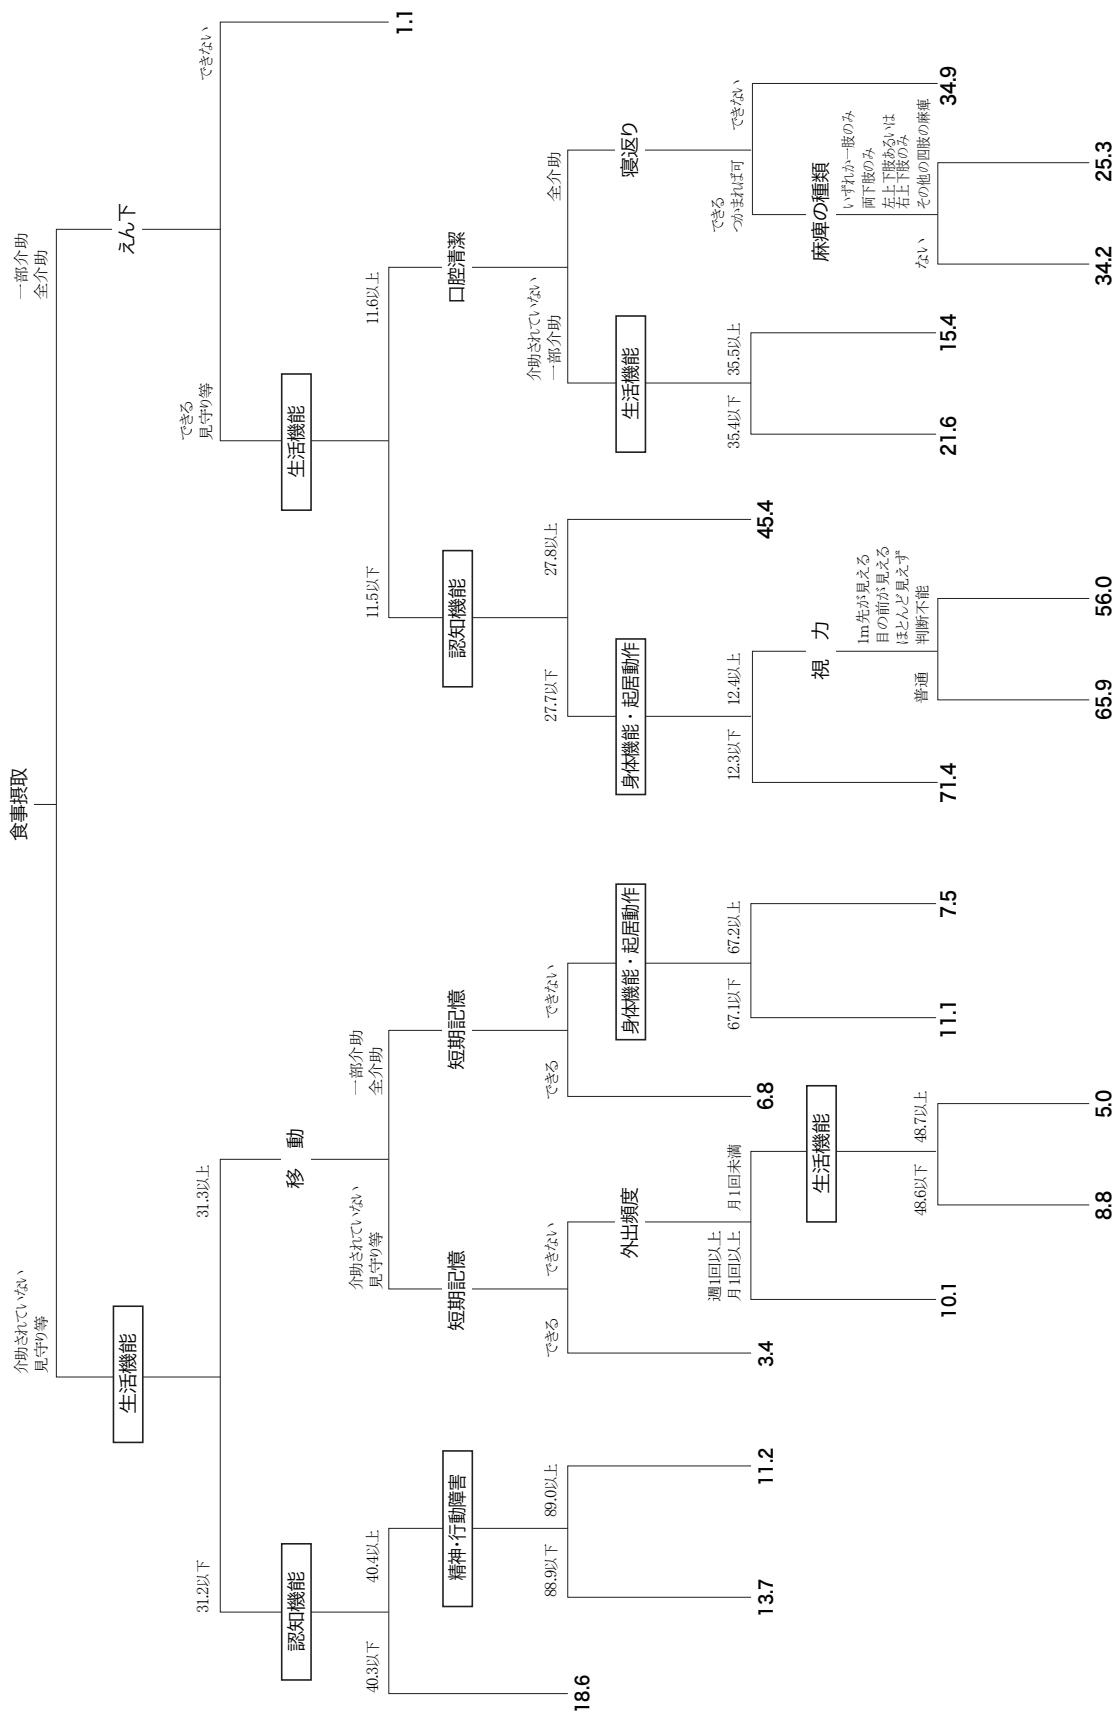 食事摂取
介助されていない
見守り等
一部介助
全介助
生活機能
えん下
31.2以下
31.3以上
できる
見守り等
できない
認知機能
移　動
生活機能
1.1
40.3以下
40.4以上
介助されていない
見守り等
一部介助
全介助
11.5以下
11.6以上
精神・行動障害
短期記憶
短期記憶
認知機能
口腔清潔
18.6
88.9以下
89.0以上
できる
できない
できる
できない
27.7以下
27.8以上
介助されていない
一部介助
全介助
外出頻度
身体機能・起居動作
身体機能・起居動作
生活機能
寝返り
13.7
11.2
3.4
週1回以上
月1回以上
月1回未満
6.8
67.1以下
67.2以上
12.3以下
12.4以上
45.4
35.4以下
35.5以上
できる
つかまれば可
できない
生活機能
視　力
麻痺の種類
10.1
48.6以下
48.7以上
11.1
7.5
71.4
普通
1m先が見える
目の前が見える
ほとんど見えず
判断不能
21.6
15.4
ない
いずれか一肢のみ
両下肢のみ
左上下肢あるいは
右上下肢のみ
その他の四肢の麻痺
34.9
8.8
5.0
65.9
56.0
34.2
25.3